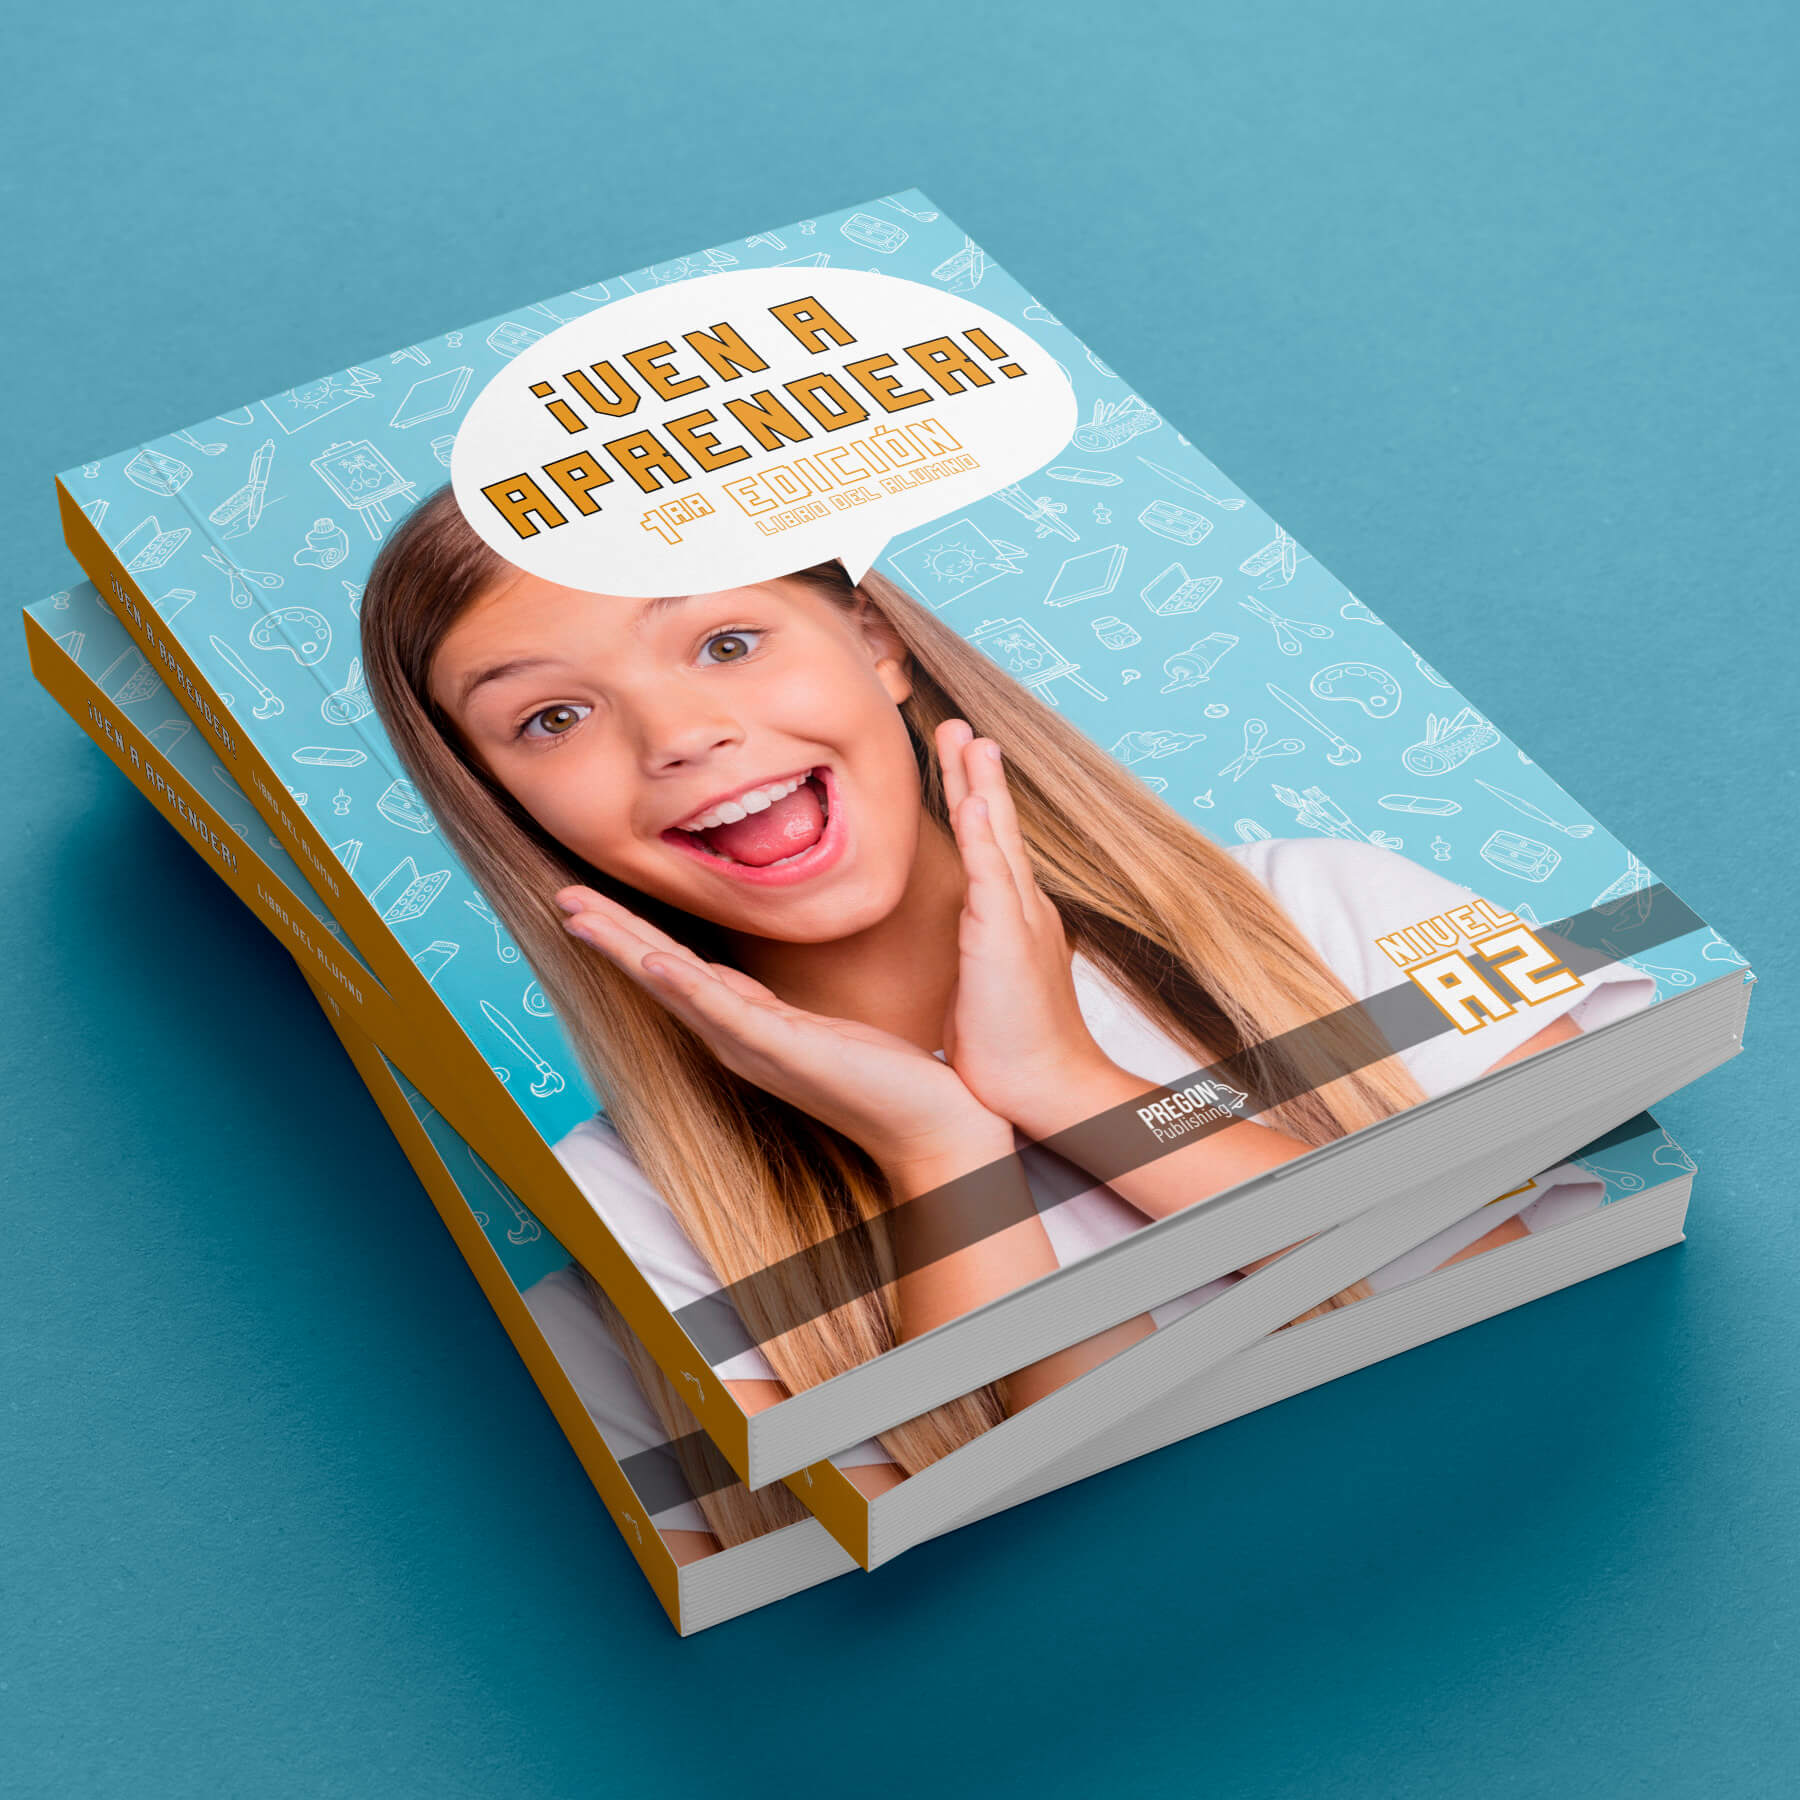 ¡VEN A
APRENDER!
1RA EDICIÓN
LIBRO DEL ALUMNO
NIVEL
A2
PREGON
Publishing
¡VEN A APRENDER! LIBRO DEL ALUMNO
¡VEN A APRENDER! LIBRO DEL ALUMNO